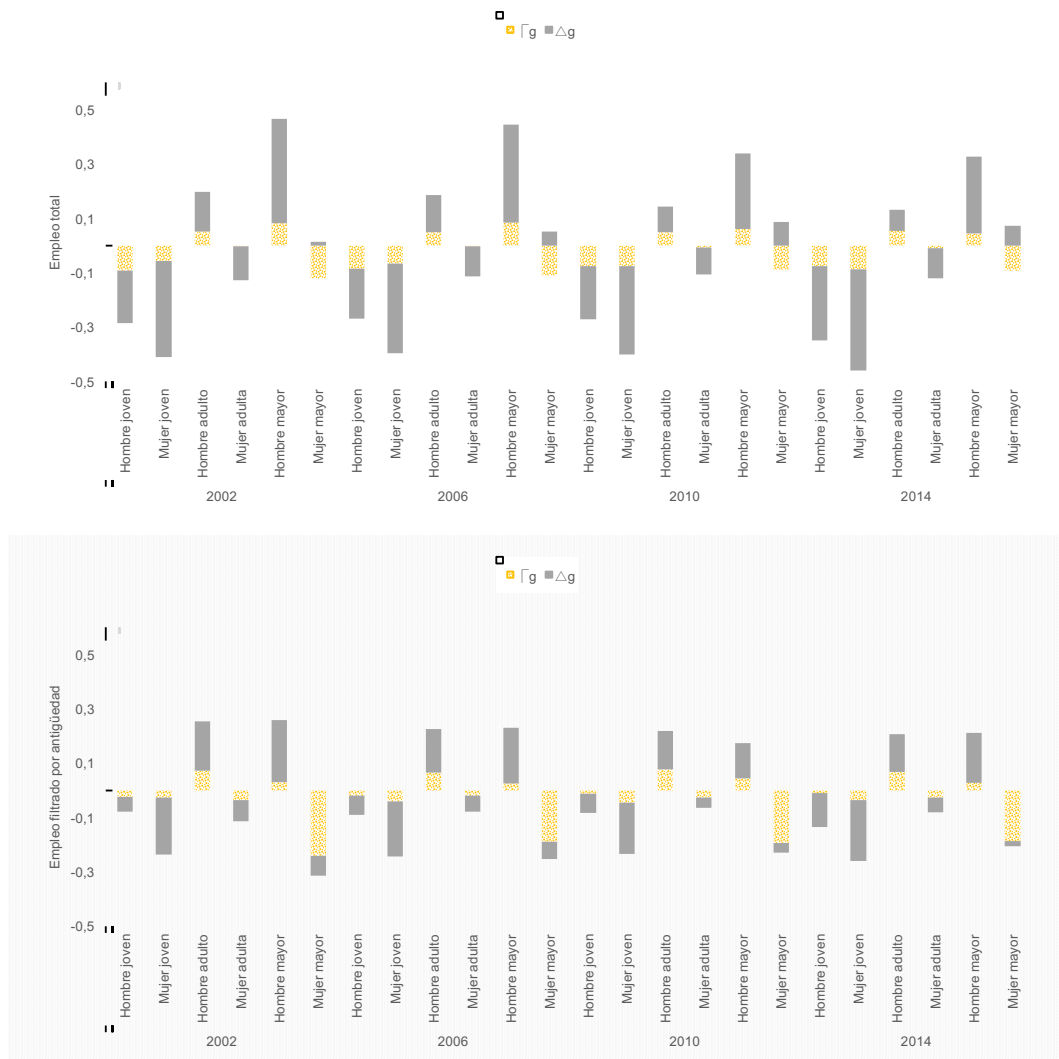 Γg △g
0,5
0,3
0,1
-0,1
-0,3
-0,5
Empleo total
Hombre joven
Mujer joven
Hombre adulto
Mujer adulta
Hombre mayor
Mujer mayor
Hombre joven
Mujer joven
Hombre adulto
Mujer adulta
Hombre mayor
Mujer mayor
Hombre joven
Mujer joven
Hombre adulto
Mujer adulta
Hombre mayor
Mujer mayor
Hombre joven
Mujer joven
Hombre adulto
Mujer adulta
Hombre mayor
Mujer mayor
2002 2006 2010 2014
Γg △g
0,5
0,3
0,1
-0,1
-0,3
-0,5
Empleo filtrado por antigüedad
Hombre joven
Mujer joven
Hombre adulto
Mujer adulta
Hombre mayor
Mujer mayor
Hombre joven
Mujer joven
Hombre adulto
Mujer adulta
Hombre mayor
Mujer mayor
Hombre joven
Mujer joven
Hombre adulto
Mujer adulta
Hombre mayor
Mujer mayor
Hombre joven
Mujer joven
Hombre adulto
Mujer adulta
Hombre mayor
Mujer mayor
2002 2006 2010 2014